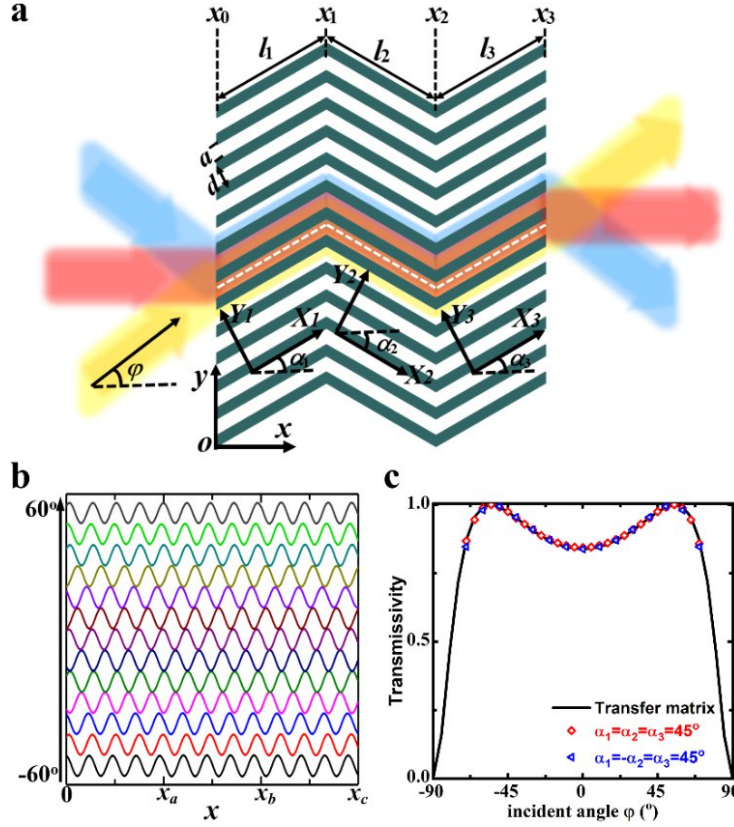 a
x₀ x₁ x₂ x₃
l₁ l₂ l₃
a
d
Y₁ X₁ α₁
Y₂ α₂ X₂
Y₃ X₃ α₃
φ
y
o x
b
60°
-60°
0 xₐ x_b x_c
x
c
Transmissivity
1.0
0.5
0.0
Transfer matrix
α₁=α₂=α₃=45°
α₁=-α₂=α₃=45°
-90 -45 0 45 90
incident angle φ (°)